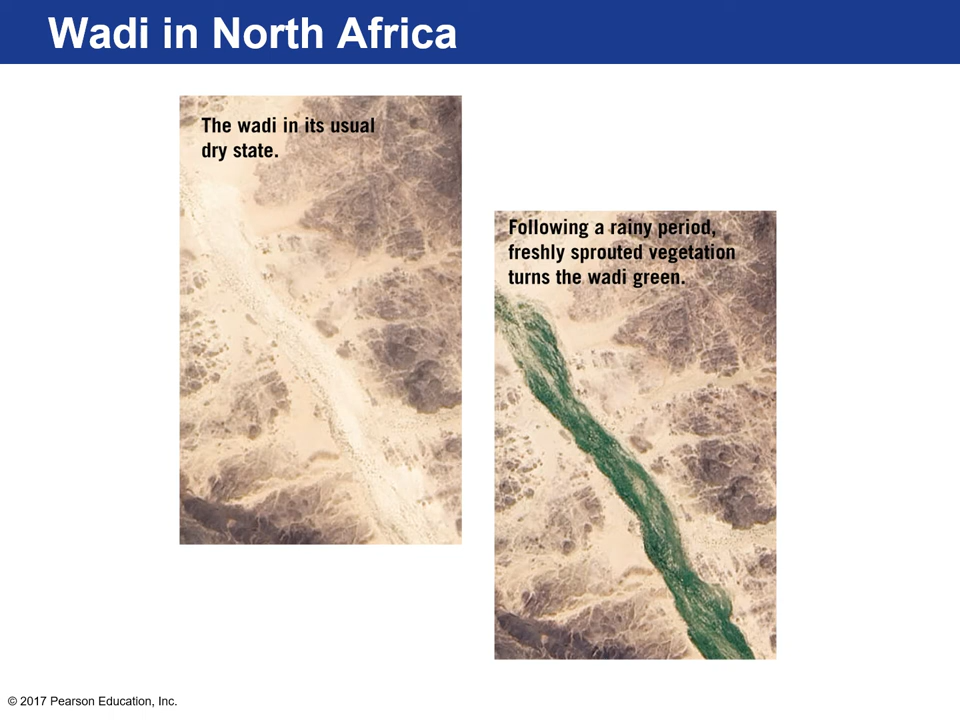 Wadi in North Africa
The wadi in its usual
dry state.
Following a rainy period,
freshly sprouted vegetation
turns the wadi green.
© 2017 Pearson Education, Inc.